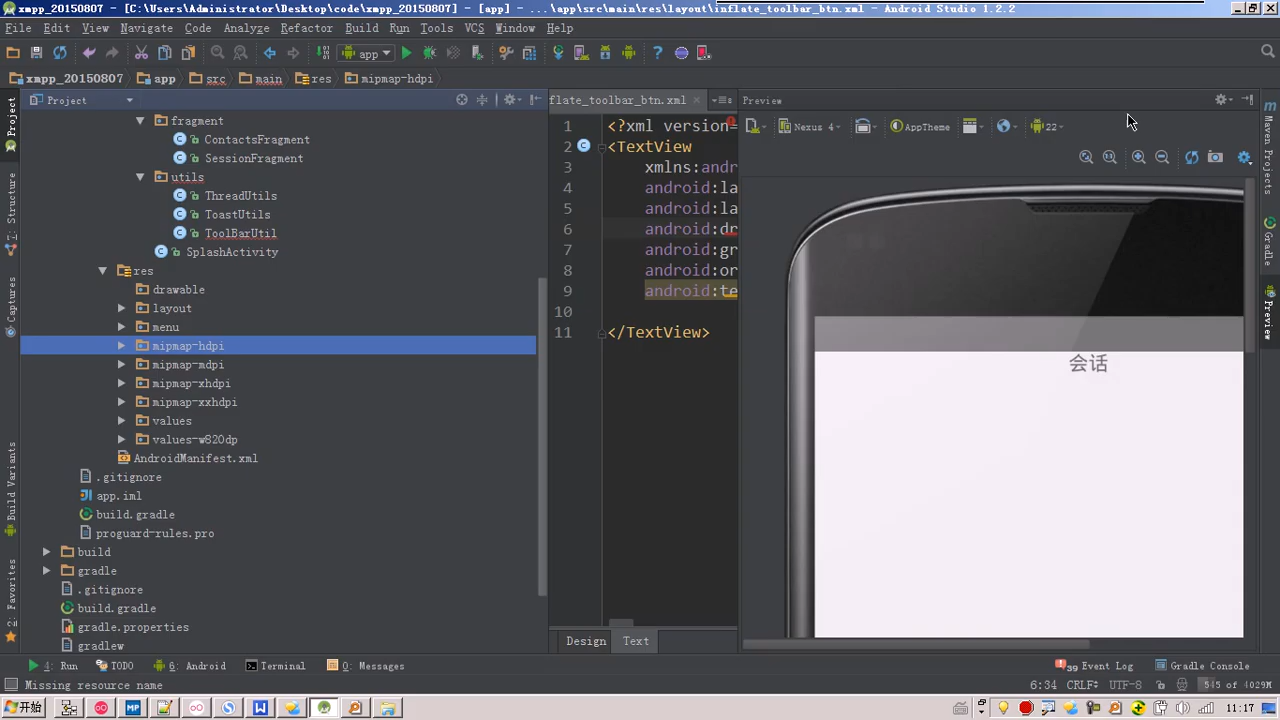 xmpp_20150807 - [C:\Users\Administrator\Desktop\code\xmpp_20150807] - [app] - ...\app\src\main\res\layout\inflate_toolbar_btn.xml - Android Studio 1.2.2
File Edit View Navigate Code Analyze Refactor Build Run Tools VCS Window Help
app
xmpp_20150807 app src main res mipmap-hdpi
Project
flate_toolbar_btn.xml
Preview
Nexus 4 AppTheme 22
fragment
ContactsFragment
SessionFragment
utils
ThreadUtils
ToastUtils
ToolBarUtil
SplashActivity
res
drawable
layout
menu
mipmap-hdpi
mipmap-mdpi
mipmap-xhdpi
mipmap-xxhdpi
values
values-w820dp
AndroidManifest.xml
.gitignore
app.iml
build.gradle
proguard-rules.pro
build
gradle
.gitignore
build.gradle
gradle.properties
gradlew
1: Project
7: Structure
Captures
Build Variants
2: Favorites
1 <?xml version=
2 <TextView
3 xmlns:andr
4 android:la
5 android:la
6 android:dr
7 android:gr
8 android:or
9 android:te
10
11 </TextView>
Design Text
会话
Maven Projects
Gradle
Preview
4: Run TODO 6: Android Terminal 0: Messages
39 Event Log Gradle Console
Missing resource name
6:34 CRLF UTF-8 545 of 4029M
开始
11:17